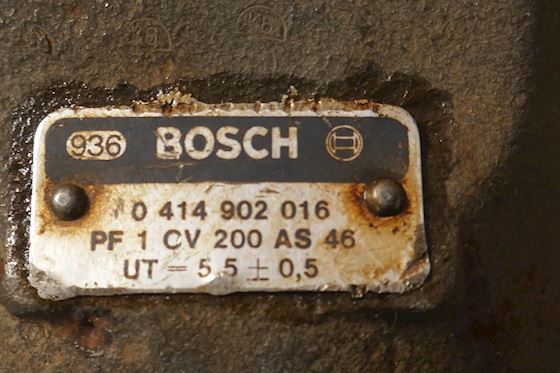 936 BOSCH
0 414 902 016
PF 1 CV 200 AS 46
UT = 5,5 ± 0,5